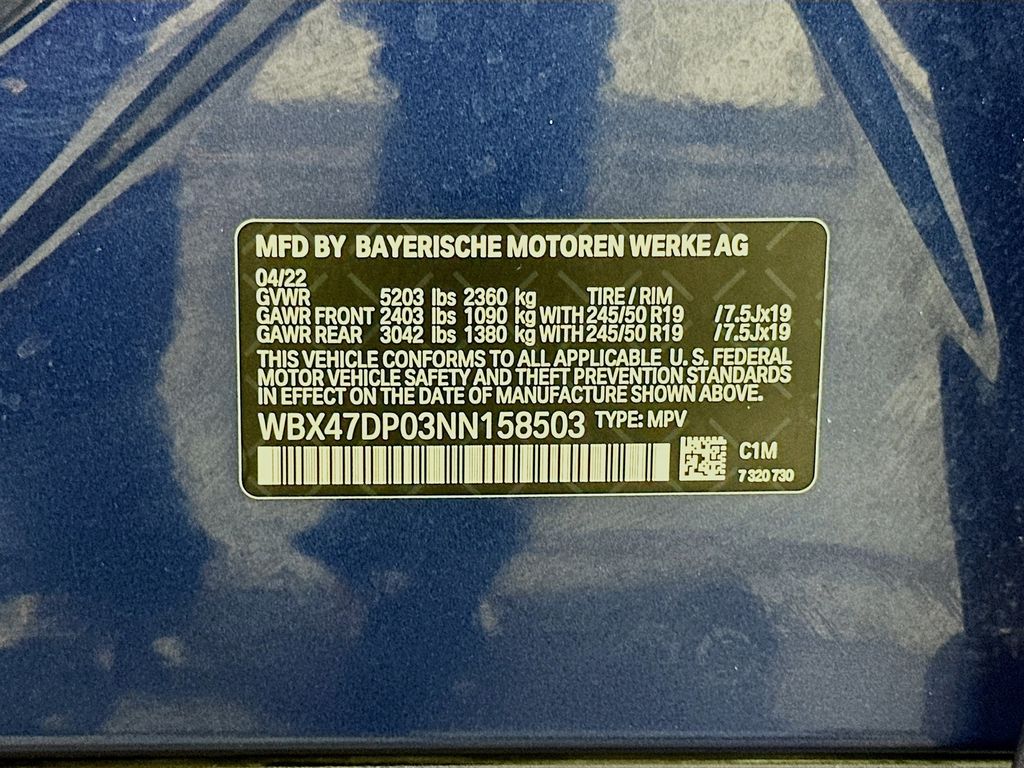 MFD BY BAYERISCHE MOTOREN WERKE AG
04/22
GVWR 5203 lbs 2360 kg TIRE / RIM
GAWR FRONT 2403 lbs 1090 kg WITH 245/50 R19 /7.5Jx19
GAWR REAR 3042 lbs 1380 kg WITH 245/50 R19 /7.5Jx19
THIS VEHICLE CONFORMS TO ALL APPLICABLE U. S. FEDERAL
MOTOR VEHICLE SAFETY AND THEFT PREVENTION STANDARDS
IN EFFECT ON THE DATE OF MANUFACTURE SHOWN ABOVE.
WBX47DP03NN158503 TYPE: MPV
C1M
7 320 730